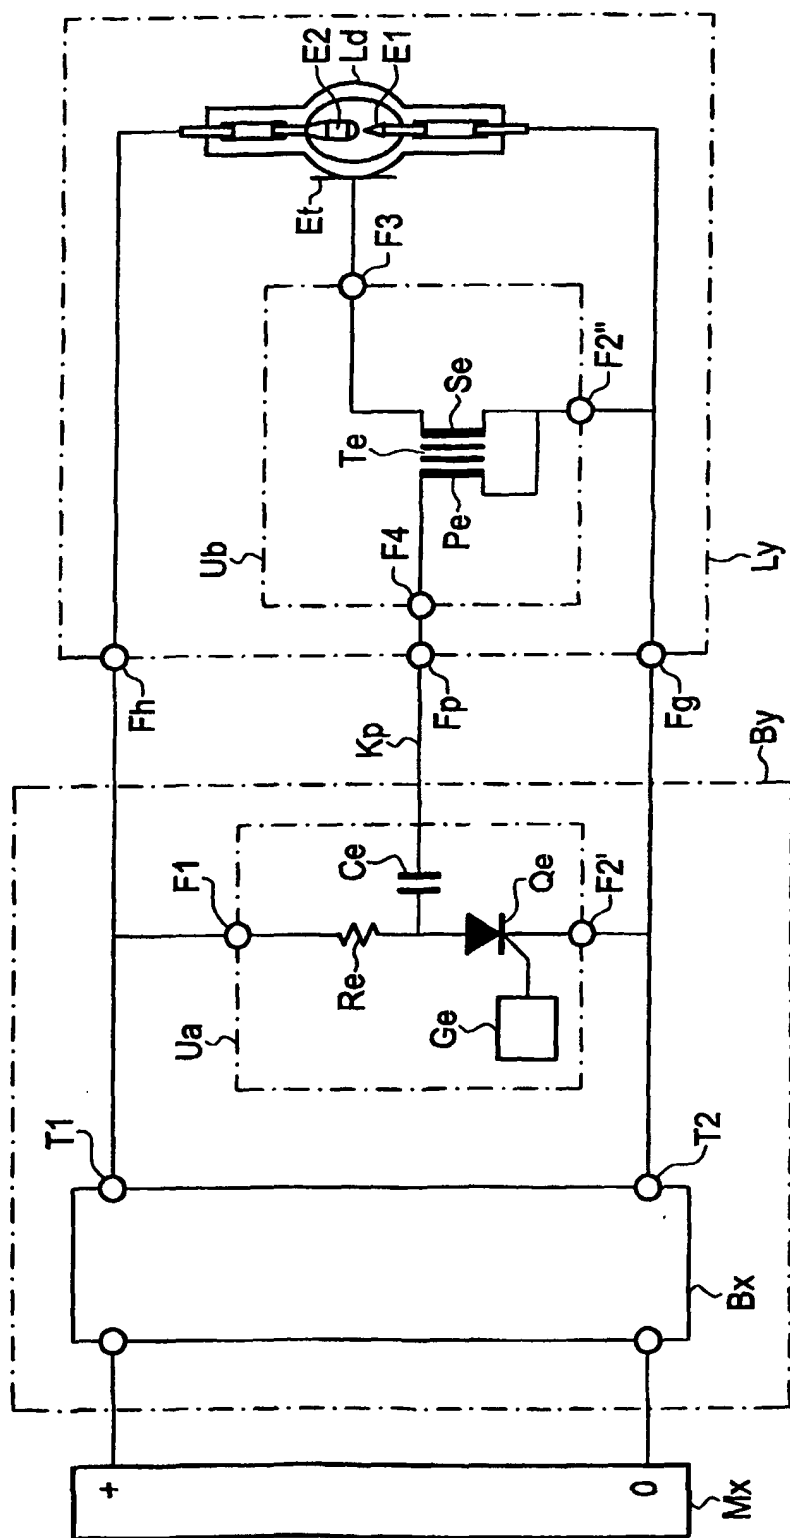 E2
Ld
E1
Et
F3
F2"
Se
Te
Pe
Ub
F4
Ly
Fh
Fp
Fg
Kp
By
F1
Ce
Qe
F2'
Re
Ua
Ge
T1
T2
Bx
+
0
Mx